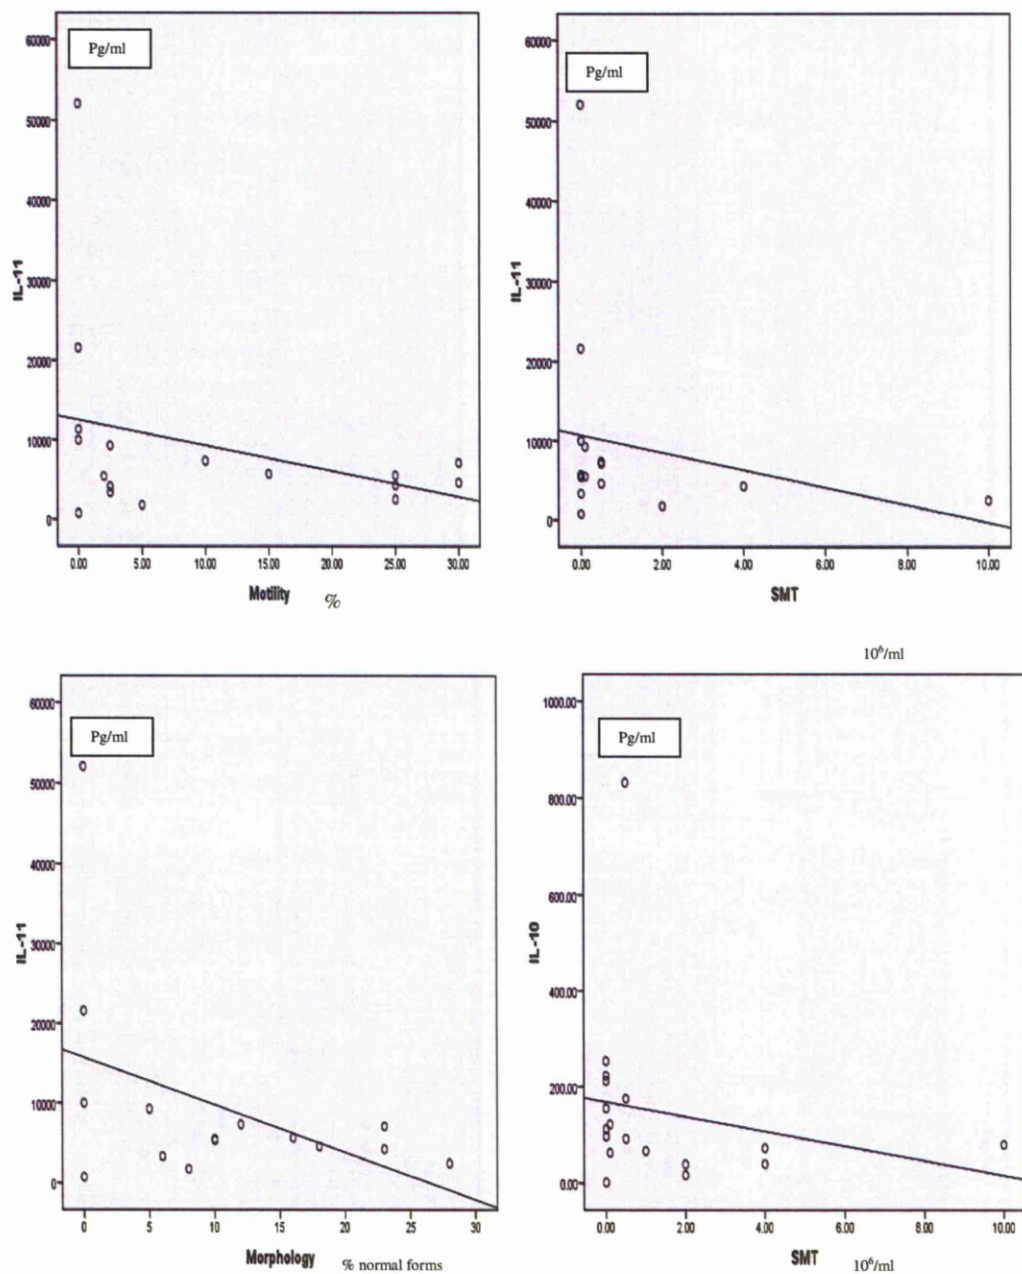 60000
50000
40000
30000
20000
10000
0
IL-11
Pg/ml
0.00 5.00 10.00 15.00 20.00 25.00 30.00
Motility %
60000
50000
40000
30000
20000
10000
0
IL-11
Pg/ml
0.00 2.00 4.00 6.00 8.00 10.00
SMT
10⁶/ml
60000
50000
40000
30000
20000
10000
0
IL-11
Pg/ml
0 5 10 15 20 25 30
Morphology % normal forms
1000.00
800.00
600.00
400.00
200.00
0.00
IL-10
Pg/ml
0.00 2.00 4.00 6.00 8.00 10.00
SMT 10⁶/ml